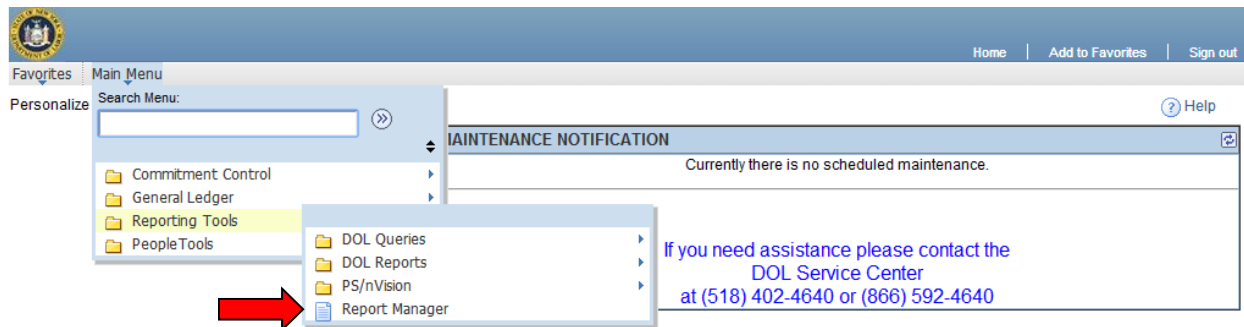 Home | Add to Favorites | Sign out
Favorites Main Menu
Personalize
Search Menu:
Help
AINTENANCE NOTIFICATION
Currently there is no scheduled maintenance.
Commitment Control
General Ledger
Reporting Tools
PeopleTools
DOL Queries
DOL Reports
PS/nVision
Report Manager
If you need assistance please contact the
DOL Service Center
at (518) 402-4640 or (866) 592-4640